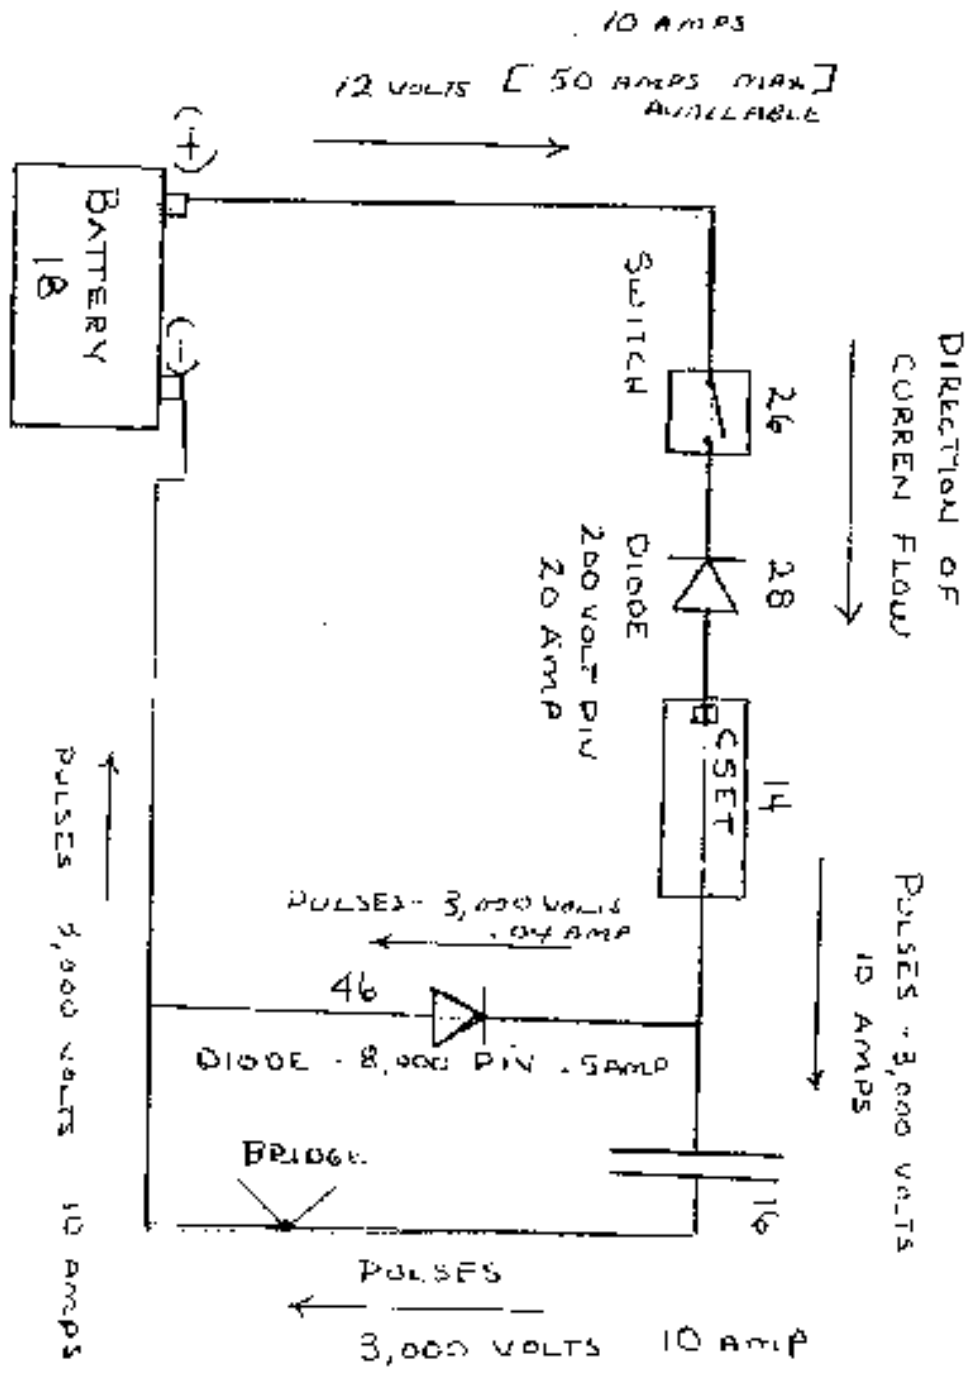 10 AMPS
12 VOLTS [50 AMPS MAX]
AVAILABLE
(+)
BATTERY
18
(-)
SWITCH
26
DIRECTION OF
CURREN FLOW
28
DIODE
200 VOLT PIV
20 AMP
CSET
14
PULSES - 3,000 VOLTS
10 AMPS
PULSES - 3,000 VOLTS
.04 AMP
46
DIODE - 8,000 PIV .5AMP
BRIDGE
16
PULSES
3,000 VOLTS 10 AMP
PULSES 3,000 VOLTS 10 AMPS